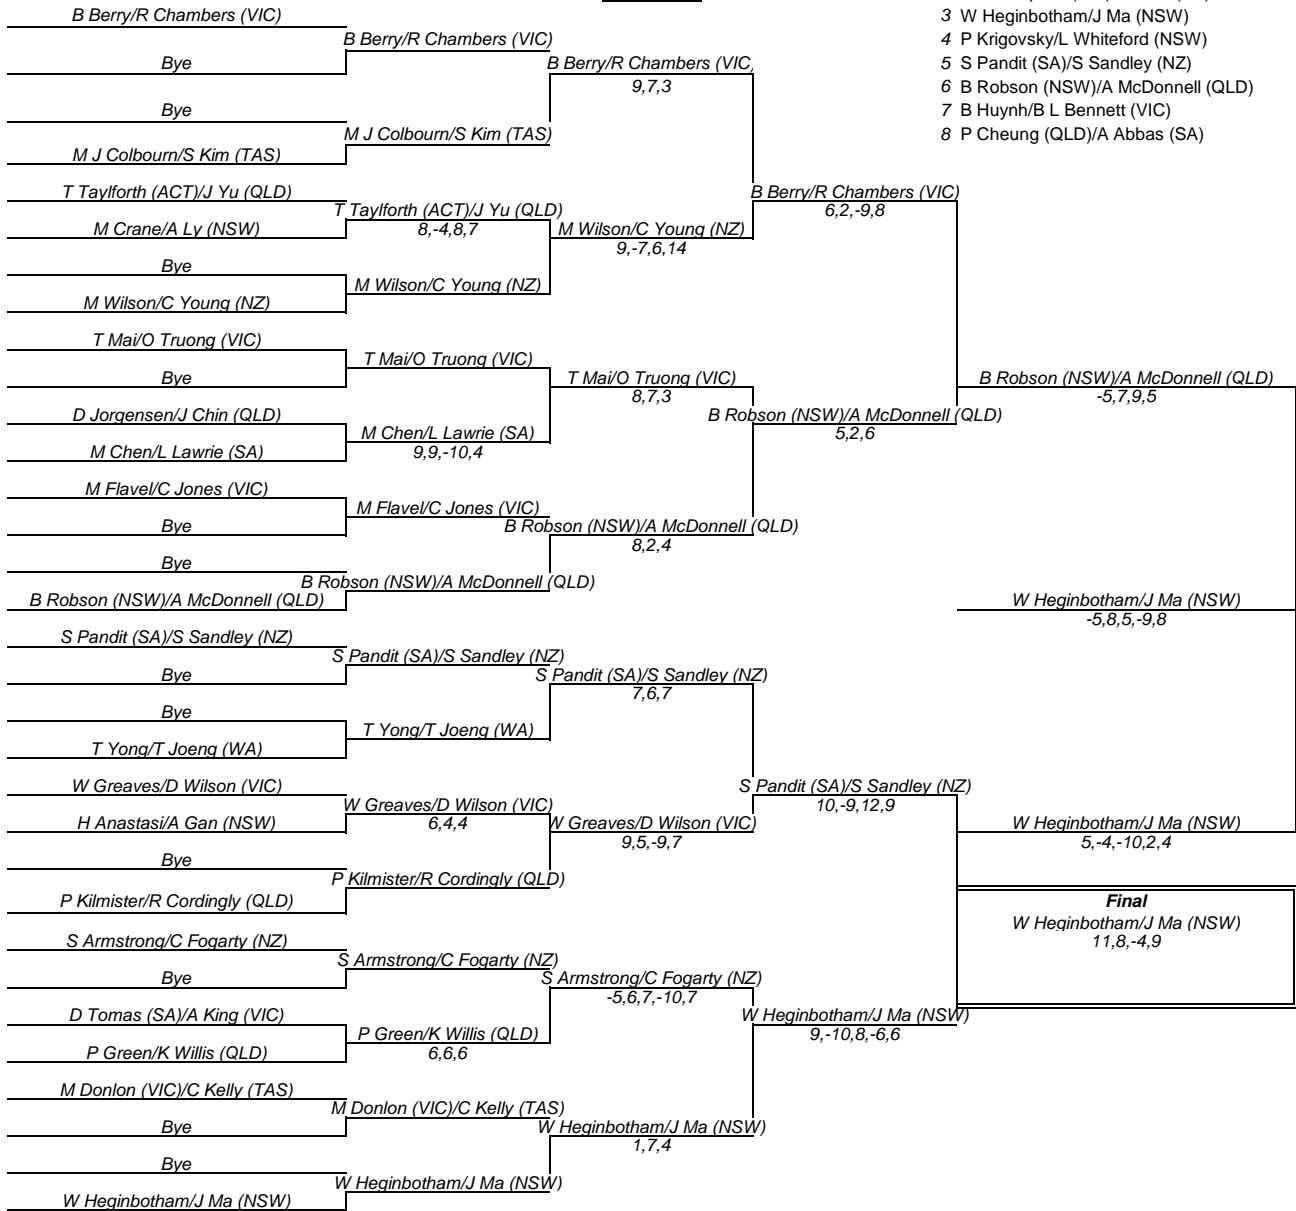 3 W Heginbotham/J Ma (NSW)
4 P Krigovsky/L Whiteford (NSW)
5 S Pandit (SA)/S Sandley (NZ)
6 B Robson (NSW)/A McDonnell (QLD)
7 B Huynh/B L Bennett (VIC)
8 P Cheung (QLD)/A Abbas (SA)
B Berry/R Chambers (VIC)
Bye
Bye
M J Colbourn/S Kim (TAS)
T Taylforth (ACT)/J Yu (QLD)
M Crane/A Ly (NSW)
Bye
M Wilson/C Young (NZ)
T Mai/O Truong (VIC)
Bye
D Jorgensen/J Chin (QLD)
M Chen/L Lawrie (SA)
M Flavel/C Jones (VIC)
Bye
Bye
B Robson (NSW)/A McDonnell (QLD)
S Pandit (SA)/S Sandley (NZ)
Bye
Bye
T Yong/T Joeng (WA)
W Greaves/D Wilson (VIC)
H Anastasi/A Gan (NSW)
Bye
P Kilmister/R Cordingly (QLD)
S Armstrong/C Fogarty (NZ)
Bye
D Tomas (SA)/A King (VIC)
P Green/K Willis (QLD)
M Donlon (VIC)/C Kelly (TAS)
Bye
Bye
W Heginbotham/J Ma (NSW)
B Berry/R Chambers (VIC)
M J Colbourn/S Kim (TAS)
T Taylforth (ACT)/J Yu (QLD)
8,-4,8,7
M Wilson/C Young (NZ)
T Mai/O Truong (VIC)
M Chen/L Lawrie (SA)
9,9,-10,4
M Flavel/C Jones (VIC)
B Robson (NSW)/A McDonnell (QLD)
S Pandit (SA)/S Sandley (NZ)
T Yong/T Joeng (WA)
W Greaves/D Wilson (VIC)
6,4,4
P Kilmister/R Cordingly (QLD)
S Armstrong/C Fogarty (NZ)
P Green/K Willis (QLD)
6,6,6
M Donlon (VIC)/C Kelly (TAS)
W Heginbotham/J Ma (NSW)
B Berry/R Chambers (VIC)
9,7,3
M Wilson/C Young (NZ)
9,-7,6,14
T Mai/O Truong (VIC)
8,7,3
B Robson (NSW)/A McDonnell (QLD)
8,2,4
S Pandit (SA)/S Sandley (NZ)
7,6,7
W Greaves/D Wilson (VIC)
9,5,-9,7
S Armstrong/C Fogarty (NZ)
-5,6,7,-10,7
W Heginbotham/J Ma (NSW)
1,7,4
B Berry/R Chambers (VIC)
6,2,-9,8
B Robson (NSW)/A McDonnell (QLD)
5,2,6
S Pandit (SA)/S Sandley (NZ)
10,-9,12,9
W Heginbotham/J Ma (NSW)
9,-10,8,-6,6
B Robson (NSW)/A McDonnell (QLD)
-5,7,9,5
W Heginbotham/J Ma (NSW)
-5,8,5,-9,8
W Heginbotham/J Ma (NSW)
5,-4,-10,2,4
Final
W Heginbotham/J Ma (NSW)
11,8,-4,9